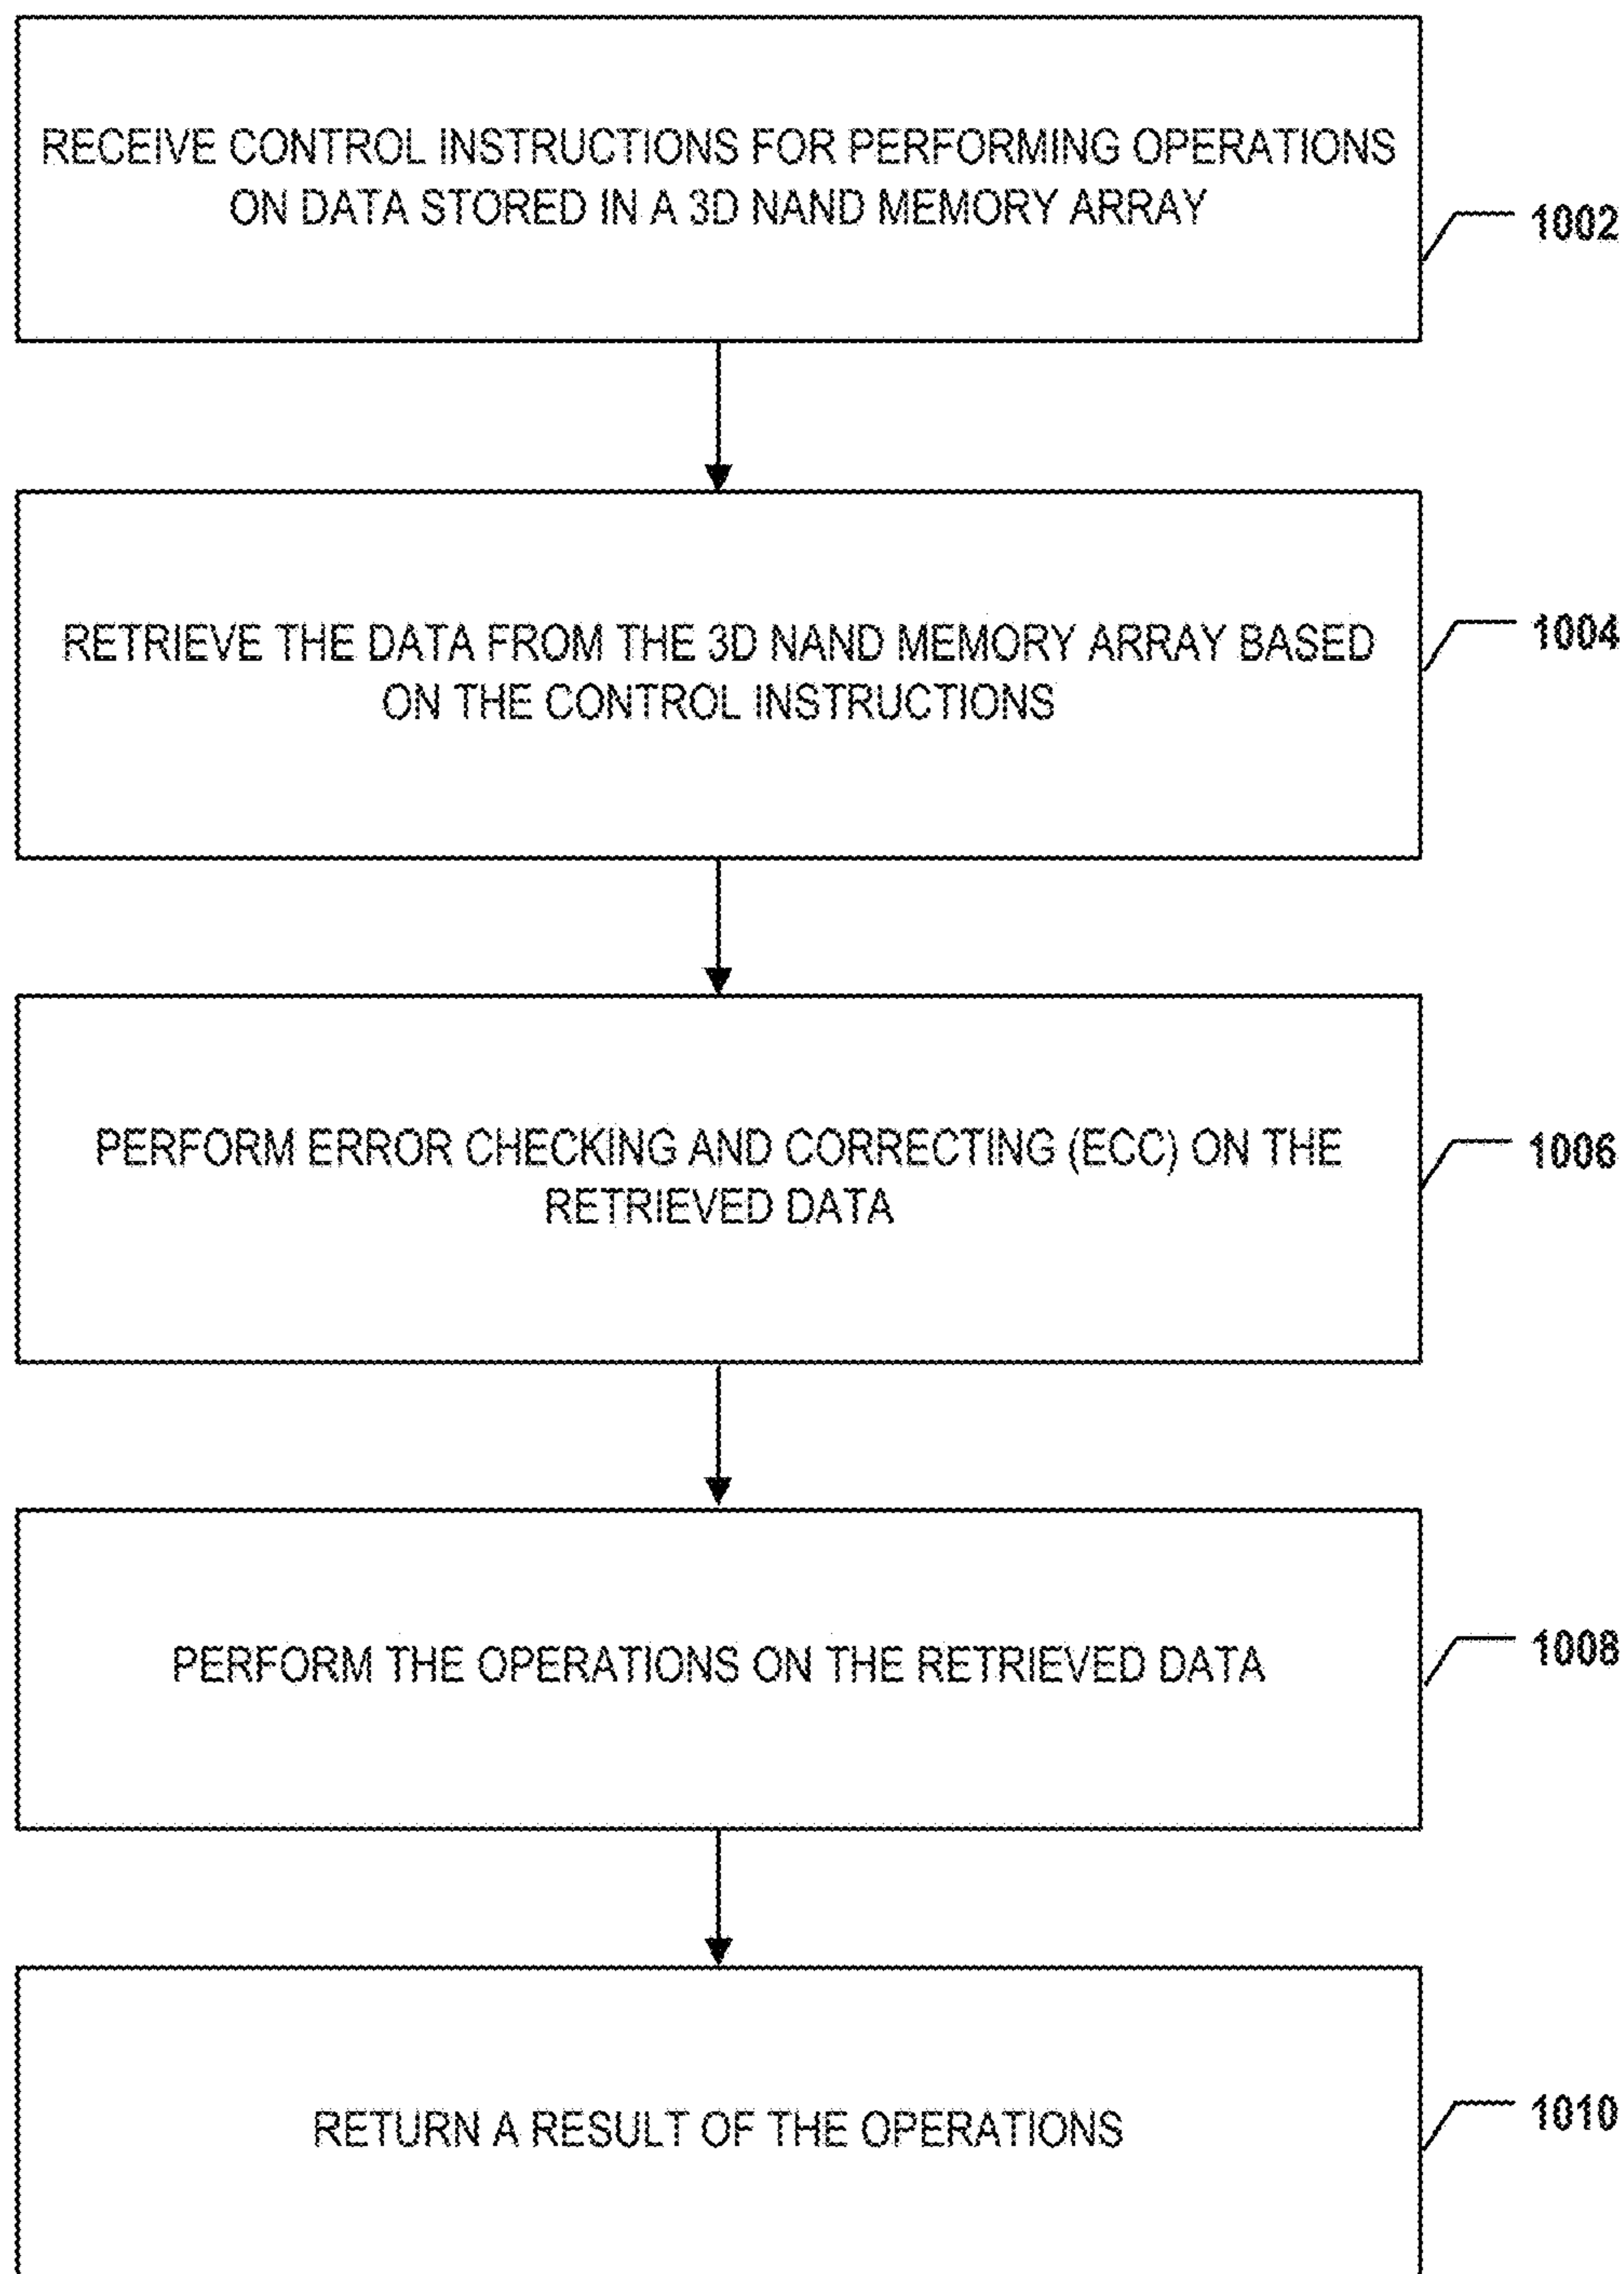 RECEIVE CONTROL INSTRUCTIONS FOR PERFORMING OPERATIONS
ON DATA STORED IN A 3D NAND MEMORY ARRAY
1002
RETRIEVE THE DATA FROM THE 3D NAND MEMORY ARRAY BASED
ON THE CONTROL INSTRUCTIONS
1004
PERFORM ERROR CHECKING AND CORRECTING (ECC) ON THE
RETRIEVED DATA
1006
PERFORM THE OPERATIONS ON THE RETRIEVED DATA
1008
RETURN A RESULT OF THE OPERATIONS
1010